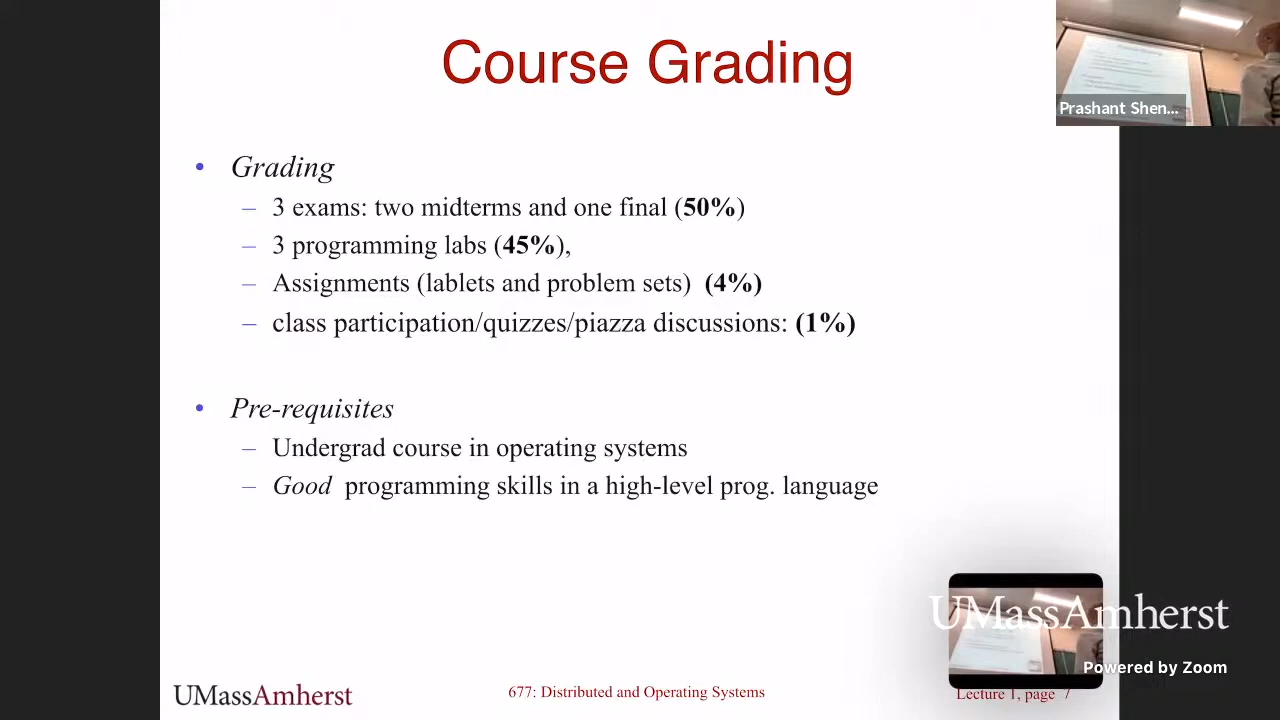 Course Grading
Prashant Shen...
• Grading
– 3 exams: two midterms and one final (50%)
– 3 programming labs (45%),
– Assignments (lablets and problem sets) (4%)
– class participation/quizzes/piazza discussions: (1%)
• Pre-requisites
– Undergrad course in operating systems
– Good programming skills in a high-level prog. language
UMassAmherst
Powered by Zoom
UMassAmherst
677: Distributed and Operating Systems
Lecture 1, page 7